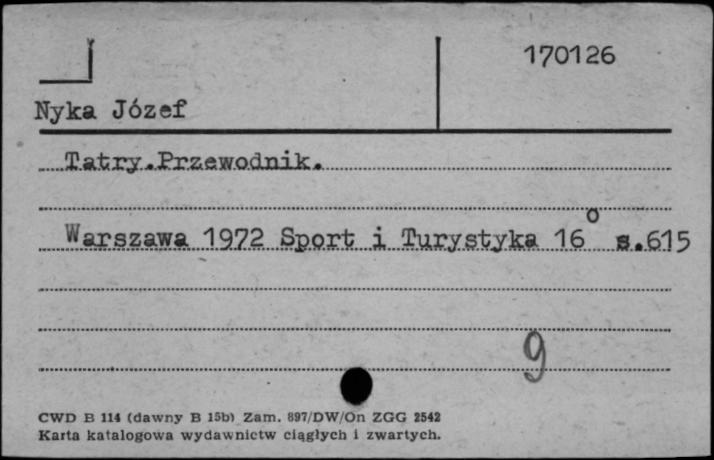 170126
Nyka Józef
Tatry.Przewodnik.
Warszawa 1972 Sport i Turystyka 16° s.615
9
CWD B 114 (dawny B 15b) Zam. 897/DW/On ZGG 2542
Karta katalogowa wydawnictw ciągłych i zwartych.